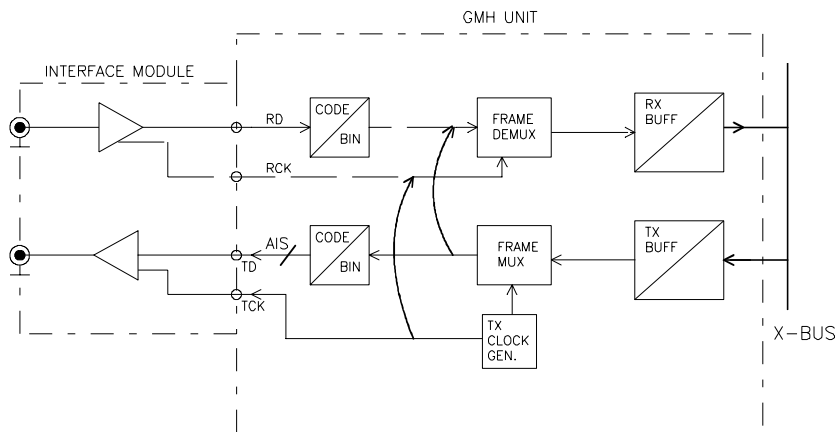 GMH UNIT
INTERFACE MODULE
RD
CODE
BIN
FRAME
DEMUX
RX
BUFF
RCK
AIS
TD
CODE
BIN
FRAME
MUX
TX
BUFF
TCK
TX
CLOCK
GEN.
X-BUS